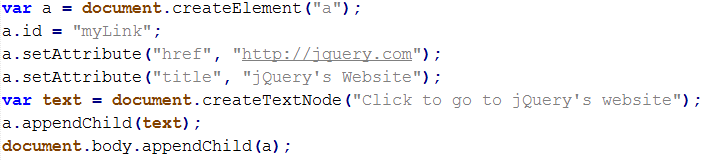 var a = document.createElement("a");
a.id = "myLink";
a.setAttribute("href", "http://jquery.com");
a.setAttribute("title", "jQuery's Website");
var text = document.createTextNode("Click to go to jQuery's website");
a.appendChild(text);
document.body.appendChild(a);